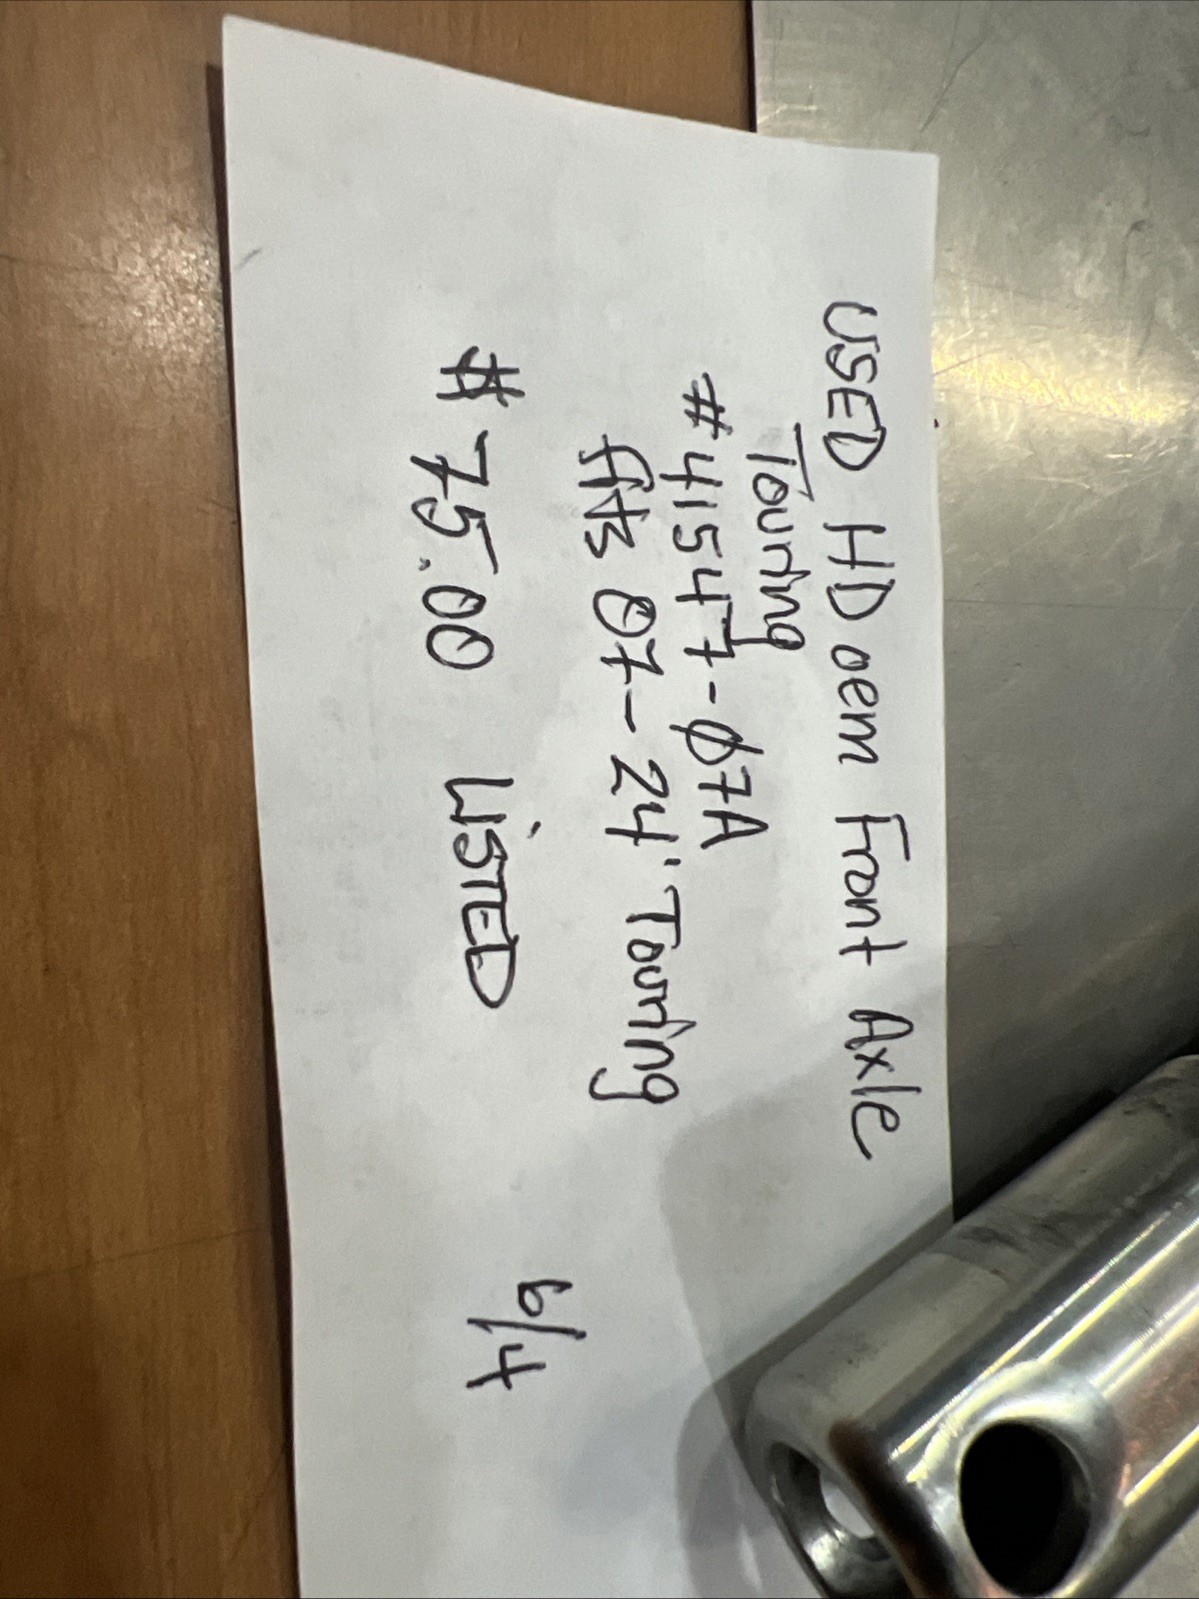 USED HD oem Front Axle
Touring
#41547-07A
fits 07-24' Touring
$75.00 LISTED
6/4